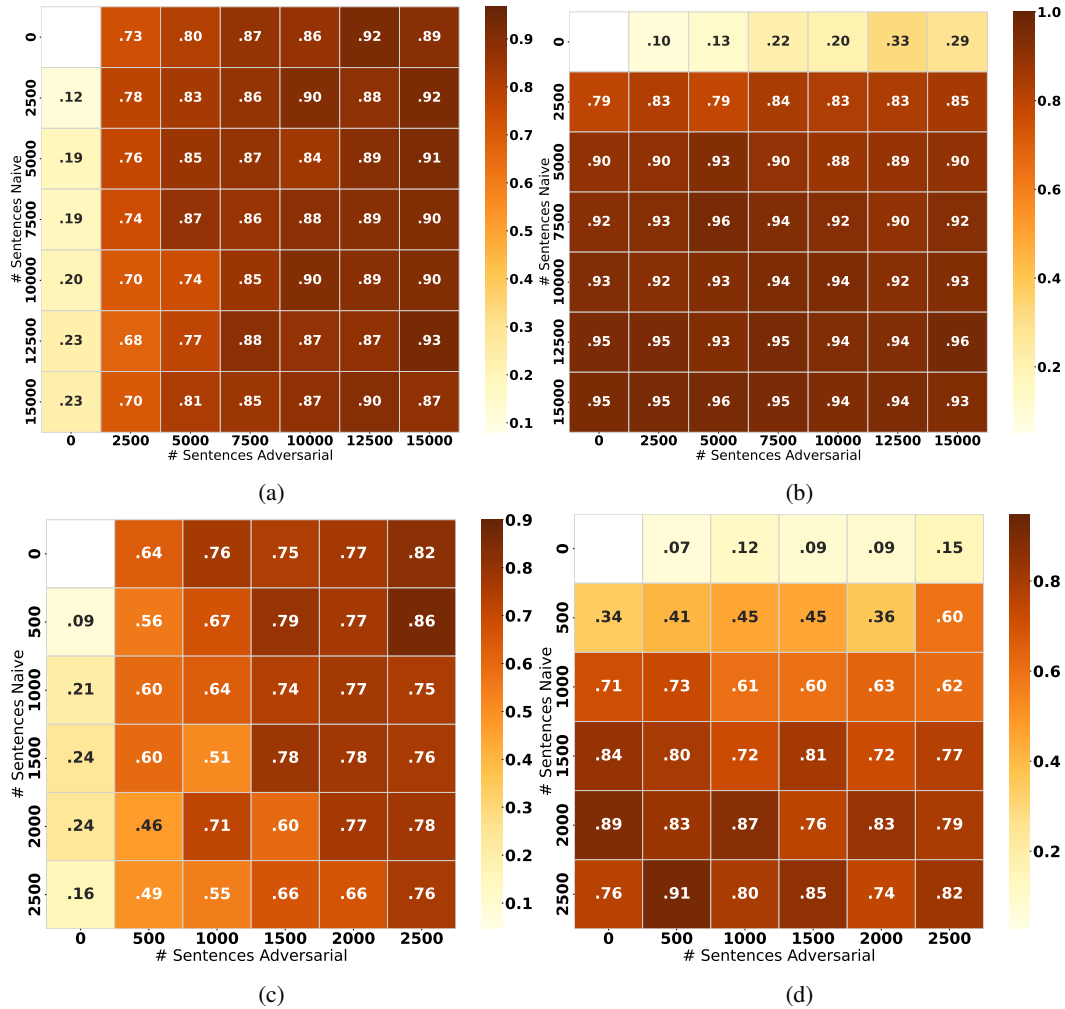 0 .73 .80 .87 .86 .92 .89
2500 .12 .78 .83 .86 .90 .88 .92
5000 .19 .76 .85 .87 .84 .89 .91
7500 .19 .74 .87 .86 .88 .89 .90
10000 .20 .70 .74 .85 .90 .89 .90
12500 .23 .68 .77 .88 .87 .87 .93
15000 .23 .70 .81 .85 .87 .90 .87
0 2500 5000 7500 10000 12500 15000
# Sentences Adversarial
# Sentences Naive
0.9
0.8
0.7
0.6
0.5
0.4
0.3
0.2
0.1
(a)
0 .10 .13 .22 .20 .33 .29
2500 .79 .83 .79 .84 .83 .83 .85
5000 .90 .90 .93 .90 .88 .89 .90
7500 .92 .93 .96 .94 .92 .90 .92
10000 .93 .92 .93 .94 .94 .92 .93
12500 .95 .95 .93 .95 .94 .94 .96
15000 .95 .95 .96 .95 .94 .94 .93
0 2500 5000 7500 10000 12500 15000
# Sentences Adversarial
# Sentences Naive
1.0
0.8
0.6
0.4
0.2
(b)
0 .64 .76 .75 .77 .82
500 .09 .56 .67 .79 .77 .86
1000 .21 .60 .64 .74 .77 .75
1500 .24 .60 .51 .78 .78 .76
2000 .24 .46 .71 .60 .77 .78
2500 .16 .49 .55 .66 .66 .76
0 500 1000 1500 2000 2500
# Sentences Adversarial
# Sentences Naive
0.9
0.8
0.7
0.6
0.5
0.4
0.3
0.2
0.1
(c)
0 .07 .12 .09 .09 .15
500 .34 .41 .45 .45 .36 .60
1000 .71 .73 .61 .60 .63 .62
1500 .84 .80 .72 .81 .72 .77
2000 .89 .83 .87 .76 .83 .79
2500 .76 .91 .80 .85 .74 .82
0 500 1000 1500 2000 2500
# Sentences Adversarial
# Sentences Naive
0.8
0.6
0.4
0.2
(d)